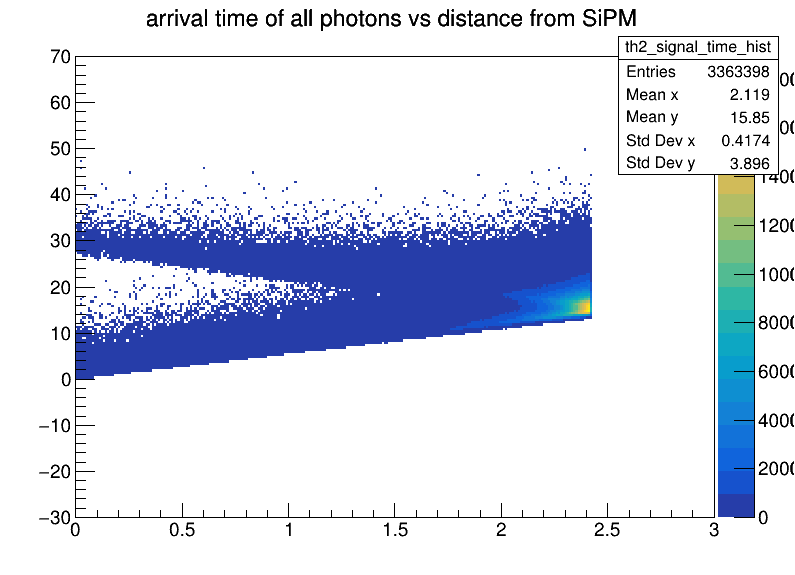 arrival time of all photons vs distance from SiPM
th2_signal_time_hist
Entries 3363398
Mean x 2.119
Mean y 15.85
Std Dev x 0.4174
Std Dev y 3.896
70
60
50
40
30
20
10
0
−10
−20
−30
0 0.5 1 1.5 2 2.5 3
1200
1000
8000
6000
4000
2000
0